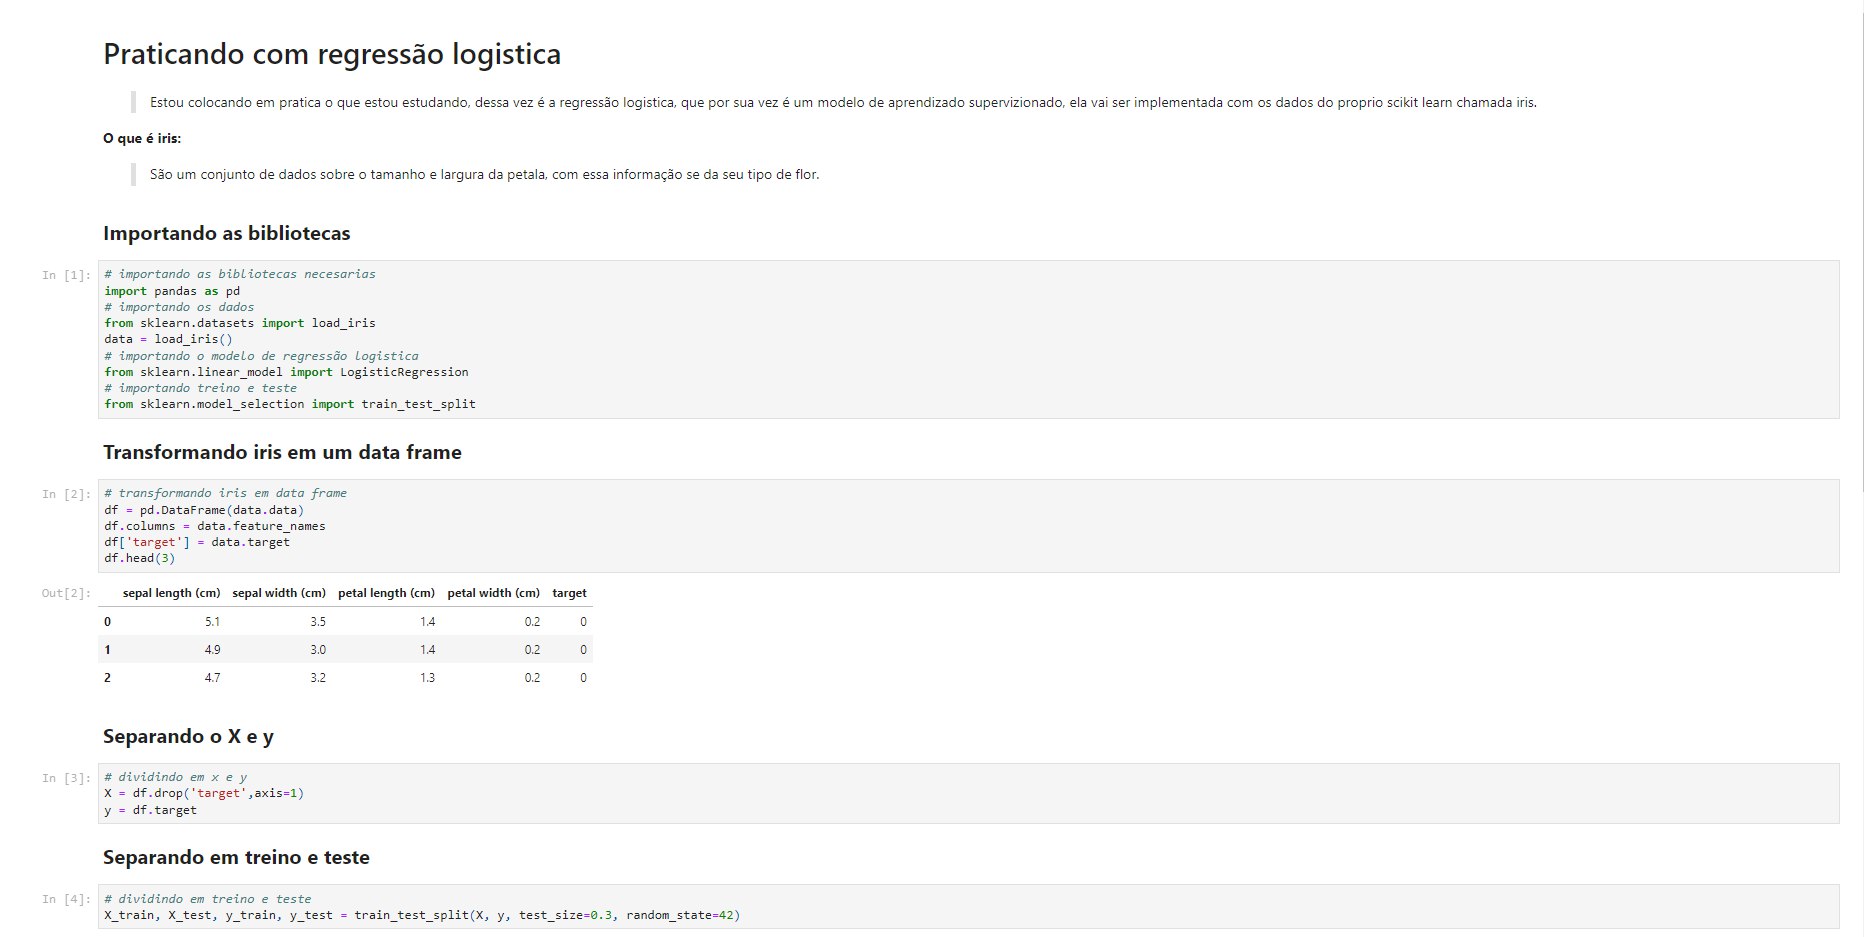 Praticando com regressão logistica
Estou colocando em pratica o que estou estudando, dessa vez é a regressão logistica, que por sua vez é um modelo de aprendizado supervizionado, ela vai ser implementada com os dados do proprio scikit learn chamada iris.
O que é iris:
São um conjunto de dados sobre o tamanho e largura da petala, com essa informação se da seu tipo de flor.
Importando as bibliotecas
In [1]: # importando as bibliotecas necesarias
import pandas as pd
# importando os dados
from sklearn.datasets import load_iris
data = load_iris()
# importando o modelo de regressão logistica
from sklearn.linear_model import LogisticRegression
# importando treino e teste
from sklearn.model_selection import train_test_split
Transformando iris em um data frame
In [2]: # transformando iris em data frame
df = pd.DataFrame(data.data)
df.columns = data.feature_names
df['target'] = data.target
df.head(3)
Out[2]: sepal length (cm) sepal width (cm) petal length (cm) petal width (cm) target
0 5.1 3.5 1.4 0.2 0
1 4.9 3.0 1.4 0.2 0
2 4.7 3.2 1.3 0.2 0
Separando o X e y
In [3]: # dividindo em x e y
X = df.drop('target',axis=1)
y = df.target
Separando em treino e teste
In [4]: # dividindo em treino e teste
X_train, X_test, y_train, y_test = train_test_split(X, y, test_size=0.3, random_state=42)